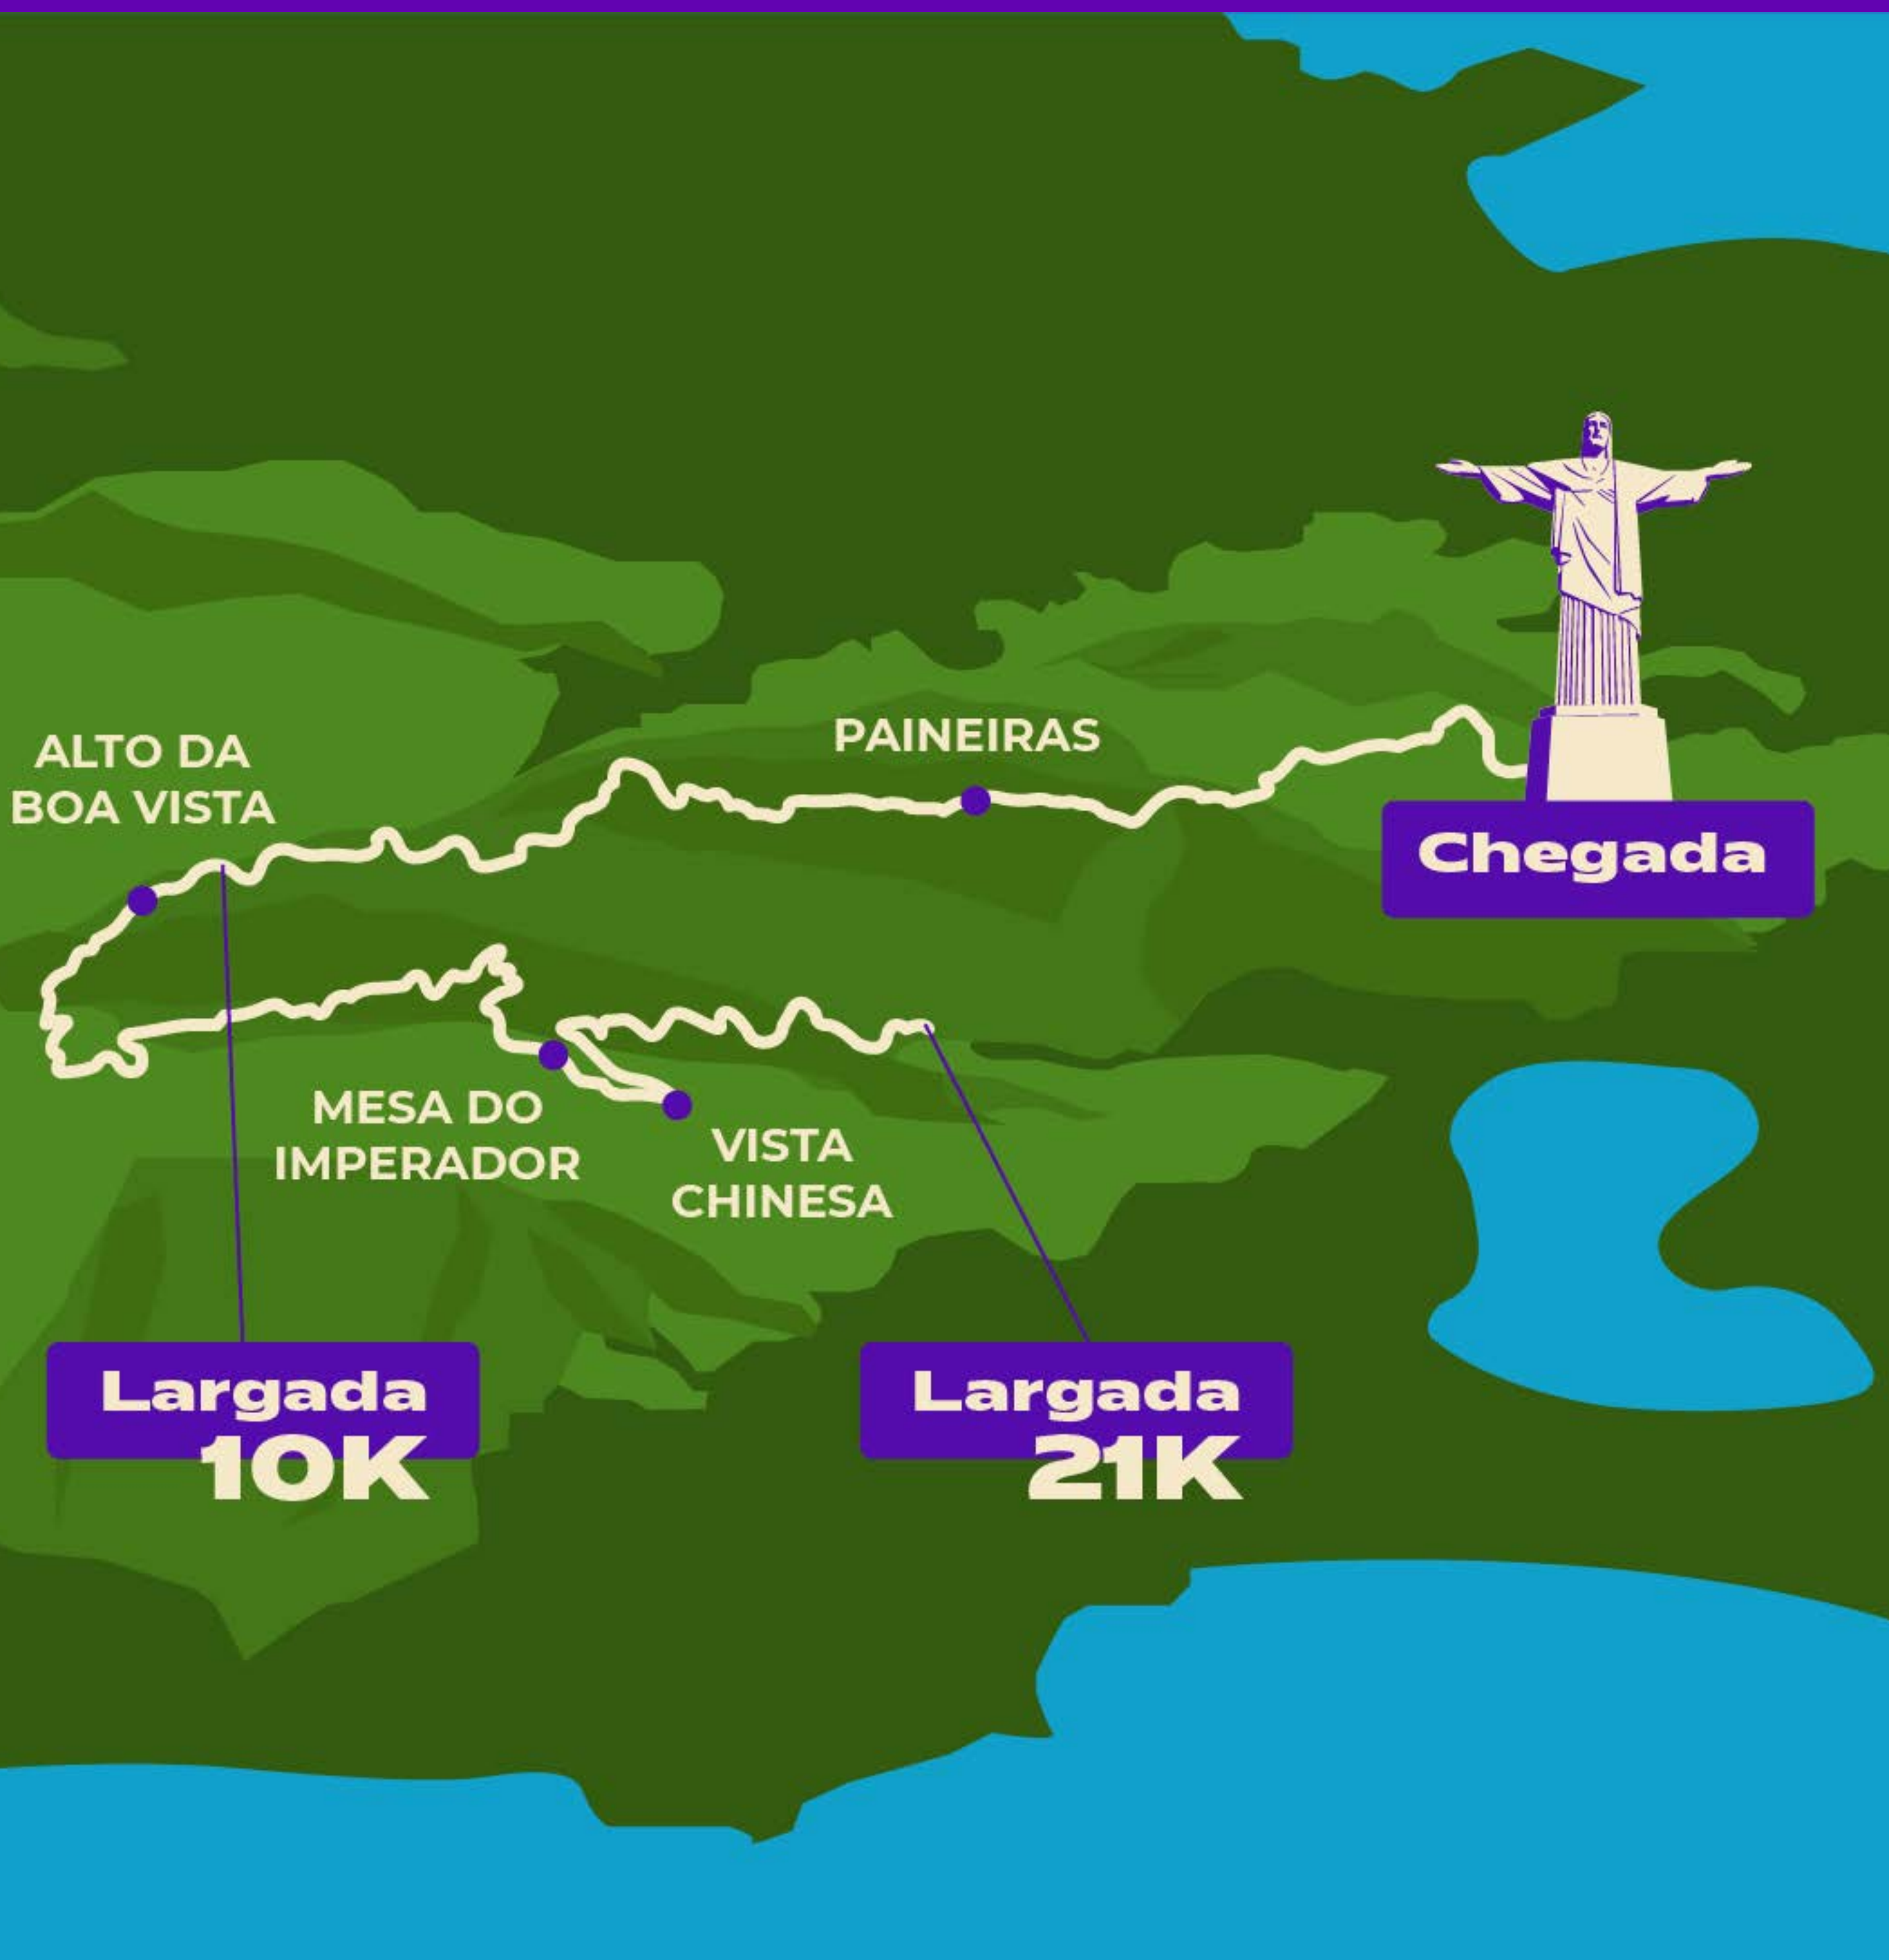 ALTO DA
BOA VISTA
PAINEIRAS
Chegada
MESA DO
IMPERADOR
VISTA
CHINESA
Largada
10K
Largada
21K